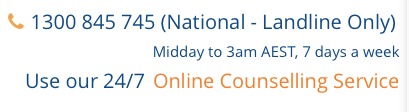 1300 845 745 (National - Landline Only)
Midday to 3am AEST, 7 days a week
Use our 24/7 Online Counselling Service